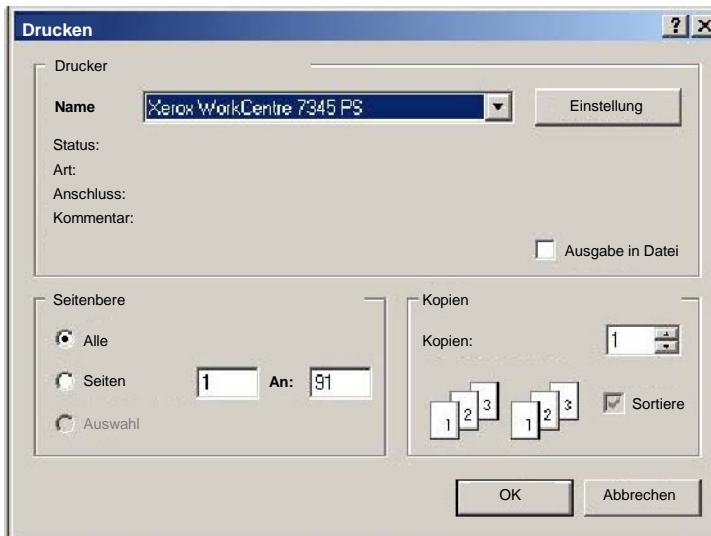 Drucken
Drucker
Name Xerox WorkCentre 7345 PS Einstellung
Status:
Art:
Anschluss:
Kommentar:
Ausgabe in Datei
Seitenbere
Alle
Seiten 1 An: 91
Auswahl
Kopien
Kopien: 1
1 2 3 1 2 3 Sortiere
OK Abbrechen